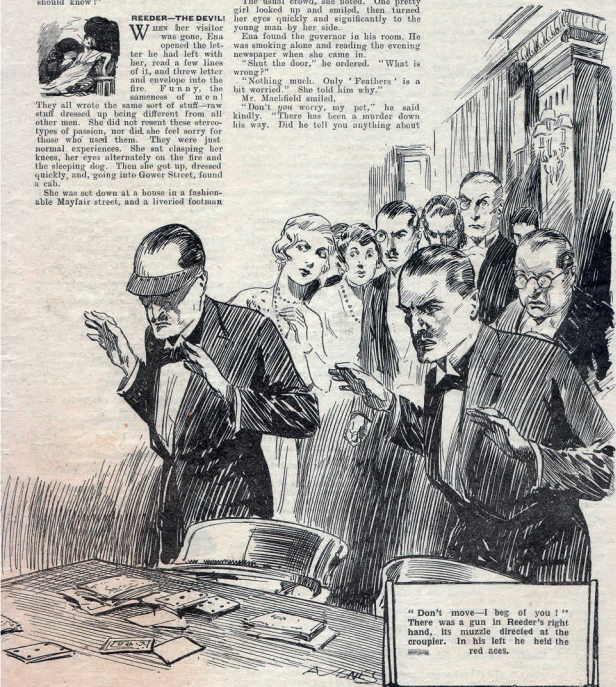 should know ?"
REEDER—THE DEVIL!
WHEN her visitor
was gone, Ena
opened the let-
ter he had left with
her, read a few lines
of it, and threw letter
and envelope into the
fire. Funny, the
sameness of men!
They all wrote the same sort of stuff—raw
stuff dressed up being different from all
other men. She did not resent these stereo-
types of passion, nor did she feel sorry for
those who used them. They were just
normal experiences. She sat clasping her
knees, her eyes alternately on the fire and
the sleeping dog. Then she got up, dressed
quickly, and, going into Gower Street, found
a cab.
She was set down at a house in a fashion-
able Mayfair street, and a liveried footman
The usual crowd, she noted. One pretty
girl looked up and smiled, then turned
her eyes quickly and significantly to the
young man by her side.
Ena found the governor in his room. He
was smoking alone and reading the evening
newspaper when she came in.
"Shut the door," he ordered. "What is
wrong?"
"Nothing much. Only 'Feathers' is a
bit worried." She told him why."
Mr. Maclfield smiled.
"Don't you worry, my pet," he said
kindly. "There has been a murder down
his way. Did he tell you anything about
"Don't move—I beg of you !"
There was a gun in Reeder's right
hand, its muzzle directed at the
croupier. In his left he held the
red aces.